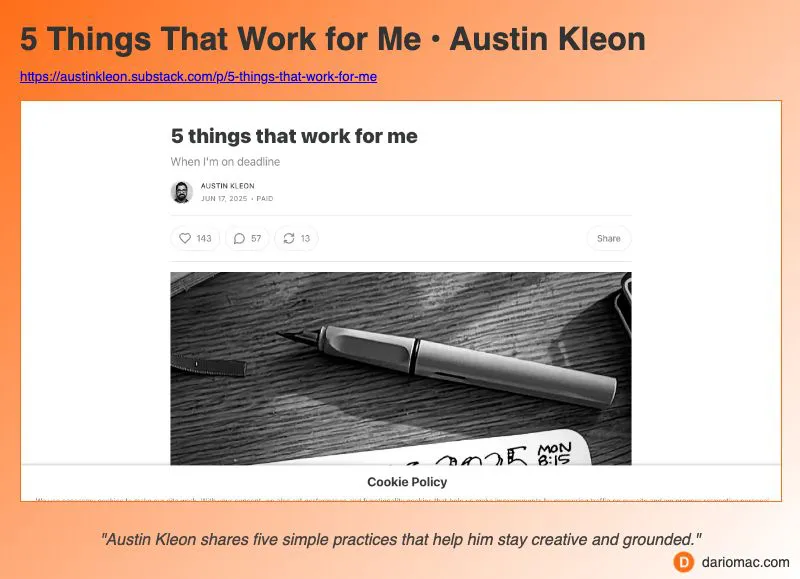 5 Things That Work for Me • Austin Kleon
https://austinkleon.substack.com/p/5-things-that-work-for-me
5 things that work for me
When I'm on deadline
AUSTIN KLEON
JUN 17, 2025 • PAID
143 57 13 Share
2025 MON
8:15
Cookie Policy
"Austin Kleon shares five simple practices that help him stay creative and grounded."
D dariomac.com